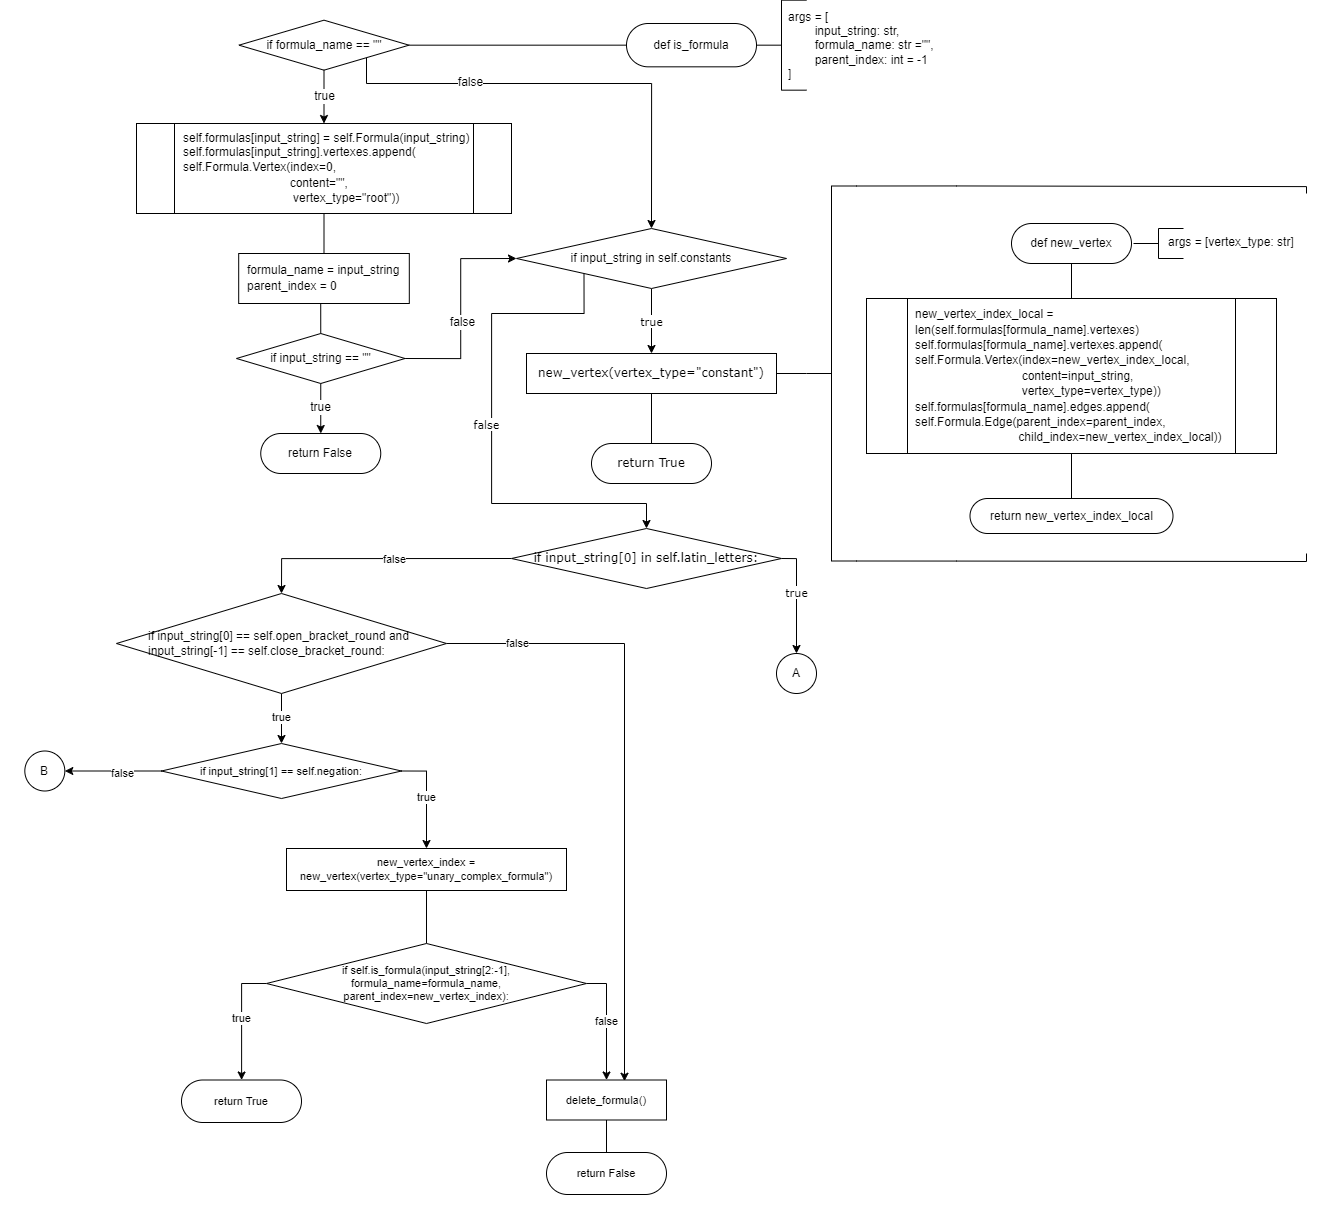 if formula_name == ""
def is_formula
args = [
input_string: str,
formula_name: str ="",
parent_index: int = -1
]
false
true
self.formulas[input_string] = self.Formula(input_string)
self.formulas[input_string].vertexes.append(
self.Formula.Vertex(index=0,
content="",
vertex_type="root"))
formula_name = input_string
parent_index = 0
if input_string == ""
false
true
return False
if input_string in self.constants
true
false
new_vertex(vertex_type="constant")
return True
def new_vertex
args = [vertex_type: str]
new_vertex_index_local =
len(self.formulas[formula_name].vertexes)
self.formulas[formula_name].vertexes.append(
self.Formula.Vertex(index=new_vertex_index_local,
content=input_string,
vertex_type=vertex_type))
self.formulas[formula_name].edges.append(
self.Formula.Edge(parent_index=parent_index,
child_index=new_vertex_index_local))
return new_vertex_index_local
if input_string[0] in self.latin_letters:
false
true
A
if input_string[0] == self.open_bracket_round and
input_string[-1] == self.close_bracket_round:
false
true
if input_string[1] == self.negation:
false
B
true
new_vertex_index =
new_vertex(vertex_type="unary_complex_formula")
if self.is_formula(input_string[2:-1],
formula_name=formula_name,
parent_index=new_vertex_index):
true
false
return True
delete_formula()
return False